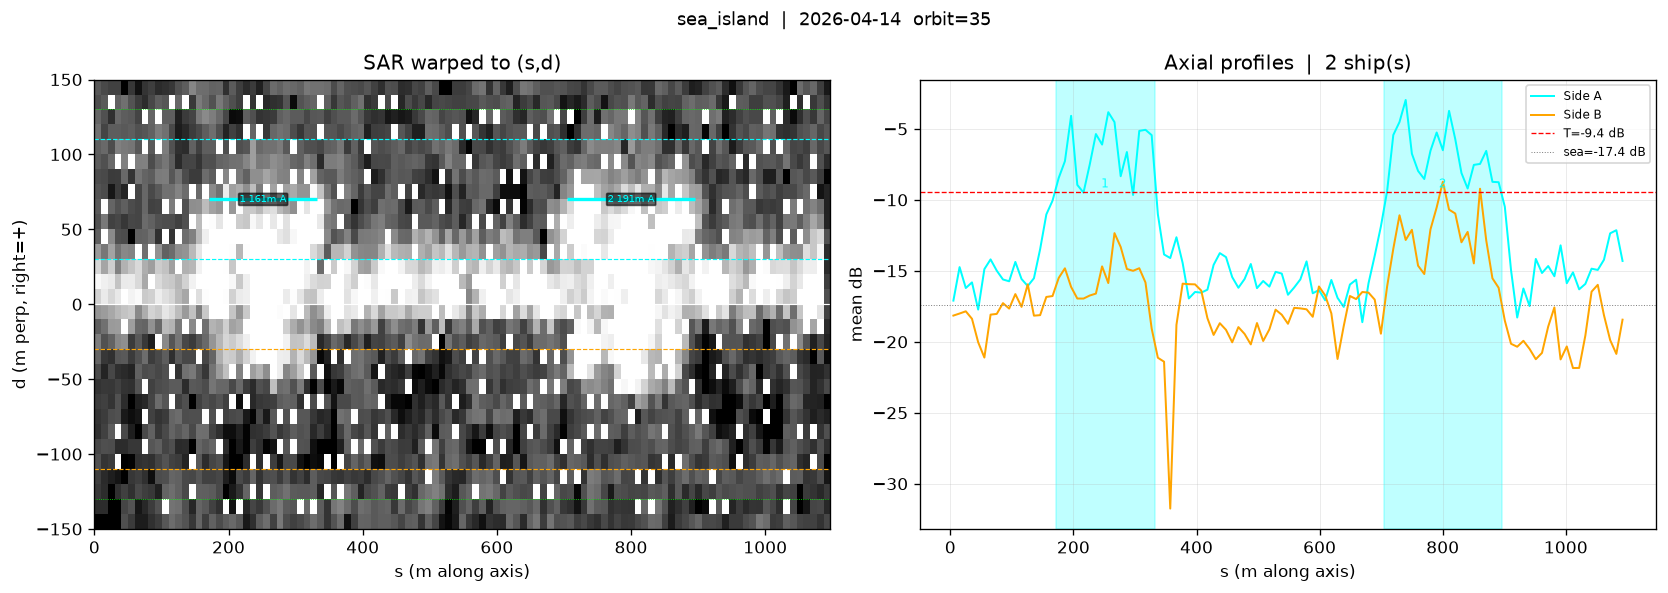 sea_island | 2026-04-14 orbit=35
SAR warped to (s,d)
150
100
50
0
−50
−100
−150
d (m perp, right=+)
1 161m A
2 191m A
0
200
400
600
800
1000
s (m along axis)
Axial profiles | 2 ship(s)
−5
−10
−15
−20
−25
−30
mean dB
1
2
Side A
Side B
T=-9.4 dB
sea=-17.4 dB
0
200
400
600
800
1000
s (m along axis)